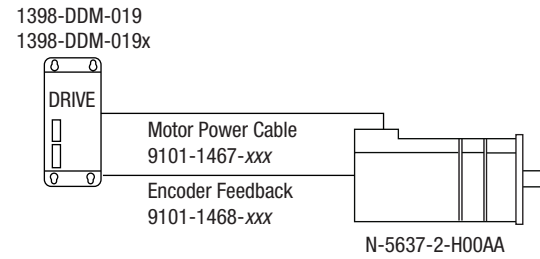 1398-DDM-019
1398-DDM-019x
DRIVE
Motor Power Cable
9101-1467-xxx
Encoder Feedback
9101-1468-xxx
N-5637-2-H00AA